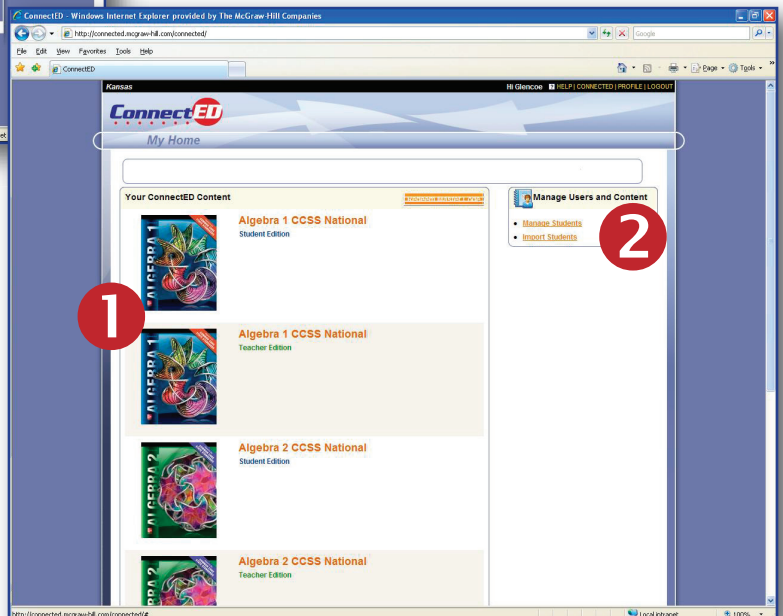 ConnectED - Windows Internet Explorer provided by The McGraw-Hill Companies
http://connected.mcgraw-hill.com/connected/
Google
File Edit View Favorites Tools Help
ConnectED
Page Tools
Kansas
Hi Glencoe ? HELP | CONNECTED | PROFILE | LOGOUT
ConnectED
My Home
Your ConnectED Content
Manage Users and Content
Manage Students
Import Students
2
ALGEBRA 1
Algebra 1 CCSS National
Student Edition
1
ALGEBRA 1
Algebra 1 CCSS National
Teacher Edition
ALGEBRA 2
Algebra 2 CCSS National
Student Edition
BRA 2
Algebra 2 CCSS National
Teacher Edition
http://connected.mcgraw-hill.com/connected/#
Local intranet
100%